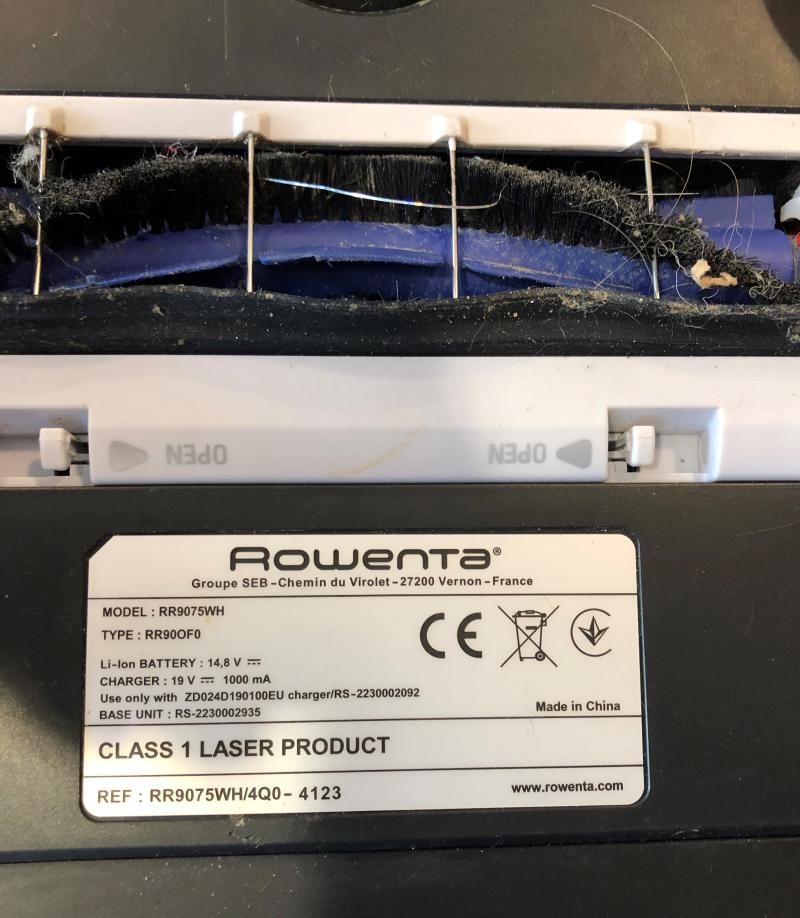 OPEN
OPEN
ROWENTA®
Groupe SEB-Chemin du Virolet-27200 Vernon-France
MODEL : RR9075WH
TYPE : RR90OF0
Li-Ion BATTERY : 14,8 V ⎓
CHARGER : 19 V ⎓ 1000 mA
Use only with ZD024D190100EU charger/RS-2230002092
BASE UNIT : RS-2230002935
CE
Made in China
CLASS 1 LASER PRODUCT
REF : RR9075WH/4Q0- 4123
www.rowenta.com